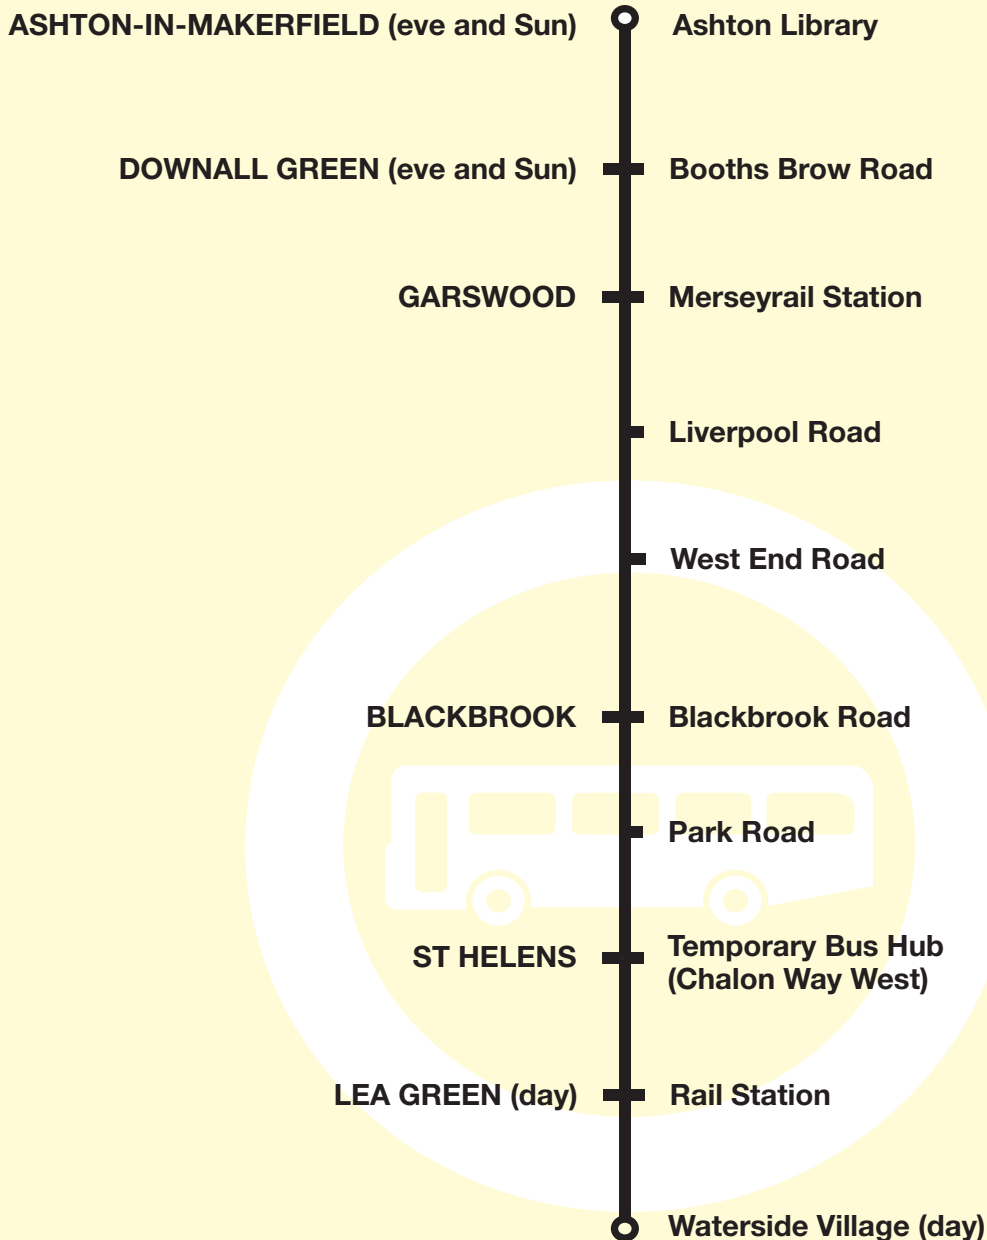 ASHTON-IN-MAKERFIELD (eve and Sun) Ashton Library
DOWNALL GREEN (eve and Sun) Booths Brow Road
GARSWOOD Merseyrail Station
Liverpool Road
West End Road
BLACKBROOK Blackbrook Road
Park Road
ST HELENS Temporary Bus Hub
(Chalon Way West)
LEA GREEN (day) Rail Station
Waterside Village (day)